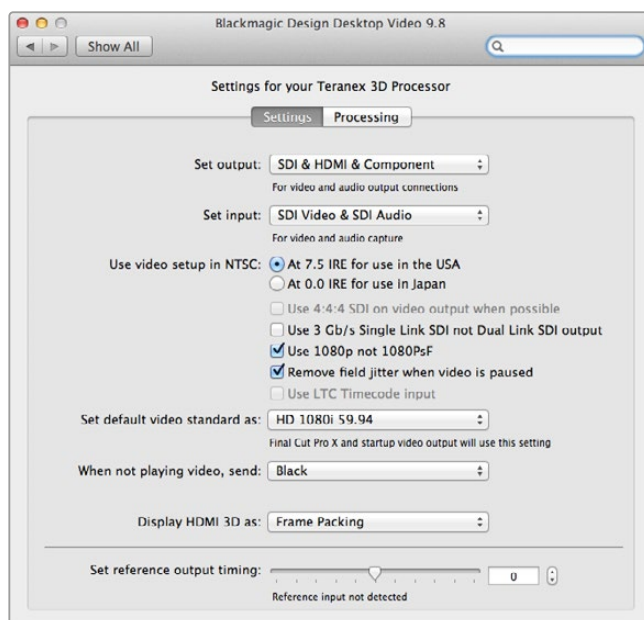 Blackmagic Design Desktop Video 9.8
Show All
Settings for your Teranex 3D Processor
Settings Processing
Set output: SDI & HDMI & Component
For video and audio output connections
Set input: SDI Video & SDI Audio
For video and audio capture
Use video setup in NTSC: At 7.5 IRE for use in the USA
At 0.0 IRE for use in Japan
Use 4:4:4 SDI on video output when possible
Use 3 Gb/s Single Link SDI not Dual Link SDI output
Use 1080p not 1080PsF
Remove field jitter when video is paused
Use LTC Timecode input
Set default video standard as: HD 1080i 59.94
Final Cut Pro X and startup video output will use this setting
When not playing video, send: Black
Display HDMI 3D as: Frame Packing
Set reference output timing: 0
Reference input not detected